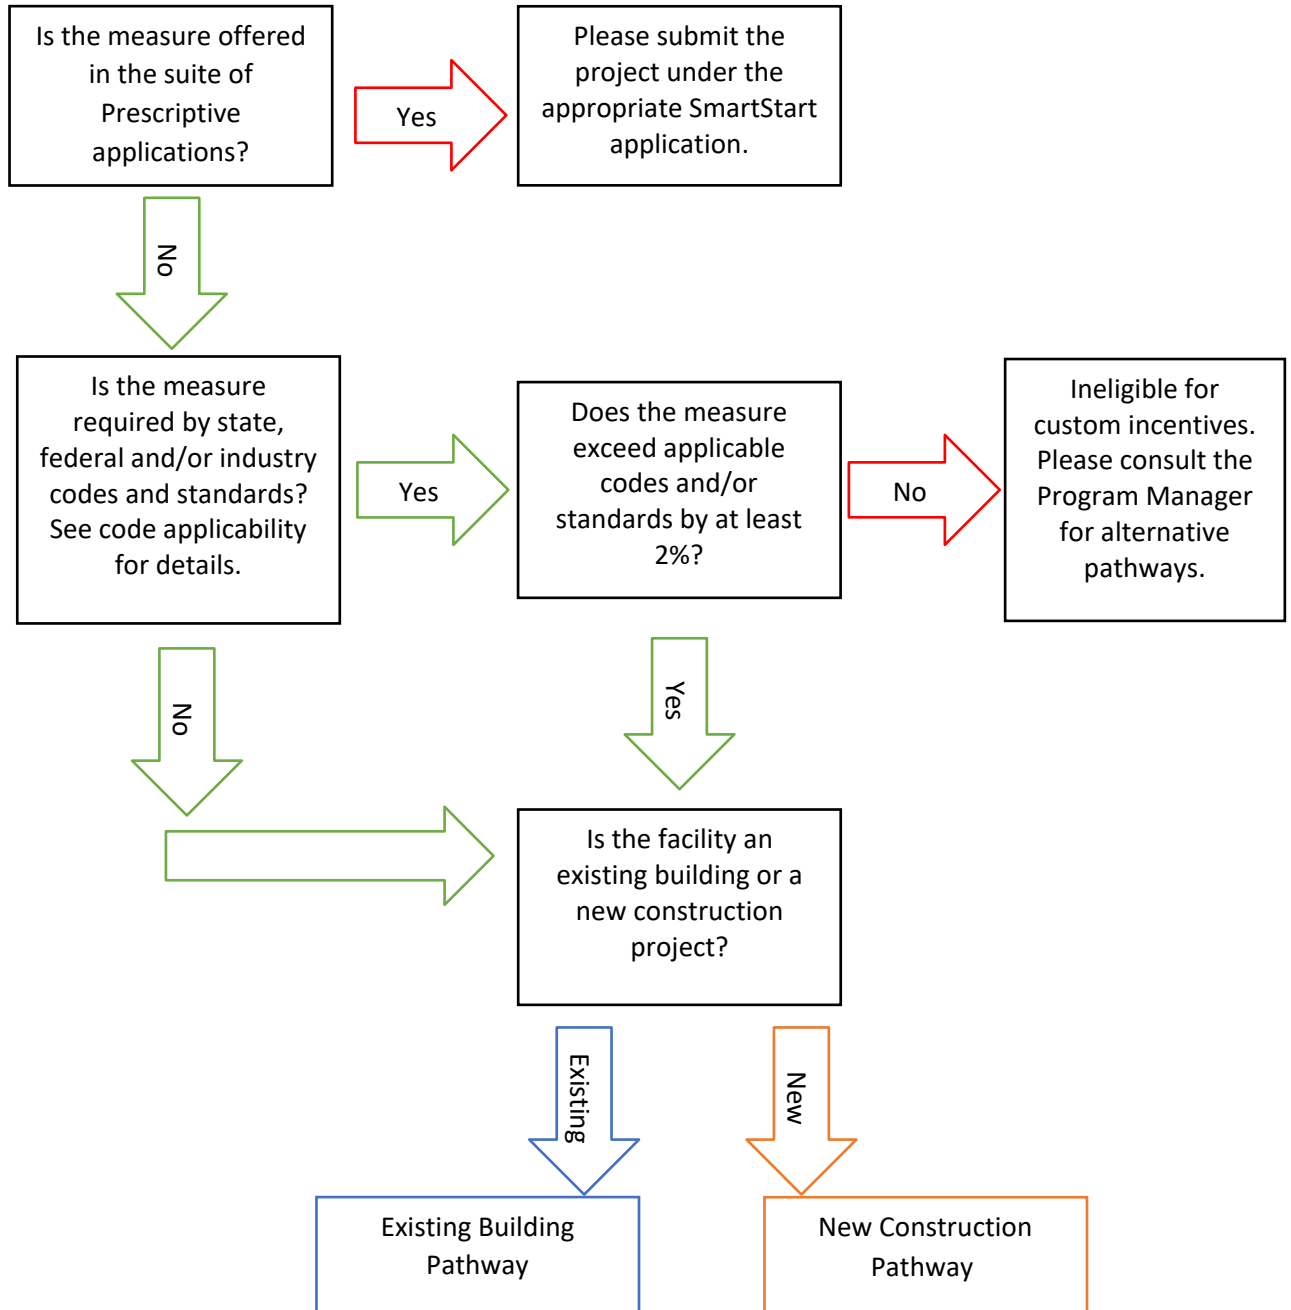 Is the measure offered
in the suite of
Prescriptive
applications?
Yes
Please submit the
project under the
appropriate SmartStart
application.
No
Is the measure
required by state,
federal and/or industry
codes and standards?
See code applicability
for details.
Yes
Does the measure
exceed applicable
codes and/or
standards by at least
2%?
No
Ineligible for
custom incentives.
Please consult the
Program Manager
for alternative
pathways.
No
Yes
Is the facility an
existing building or a
new construction
project?
Existing
New
Existing Building
Pathway
New Construction
Pathway